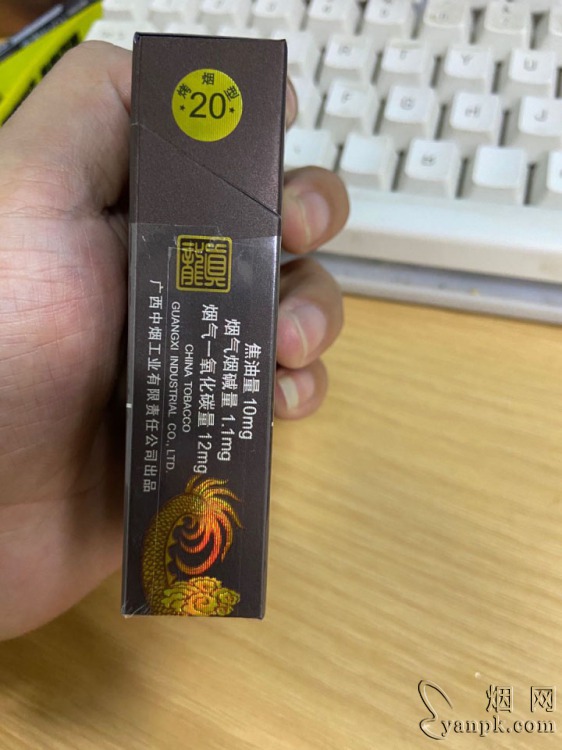 烤烟型
20
真龙
焦油量 10mg
烟气烟碱量 1.1mg
烟气一氧化碳量 12mg
CHINA TOBACCO
GUANGXI INDUSTRIAL CO., LTD.
广西中烟工业有限责任公司出品
F
G
H
J
B
N
烟网
yanpk.com